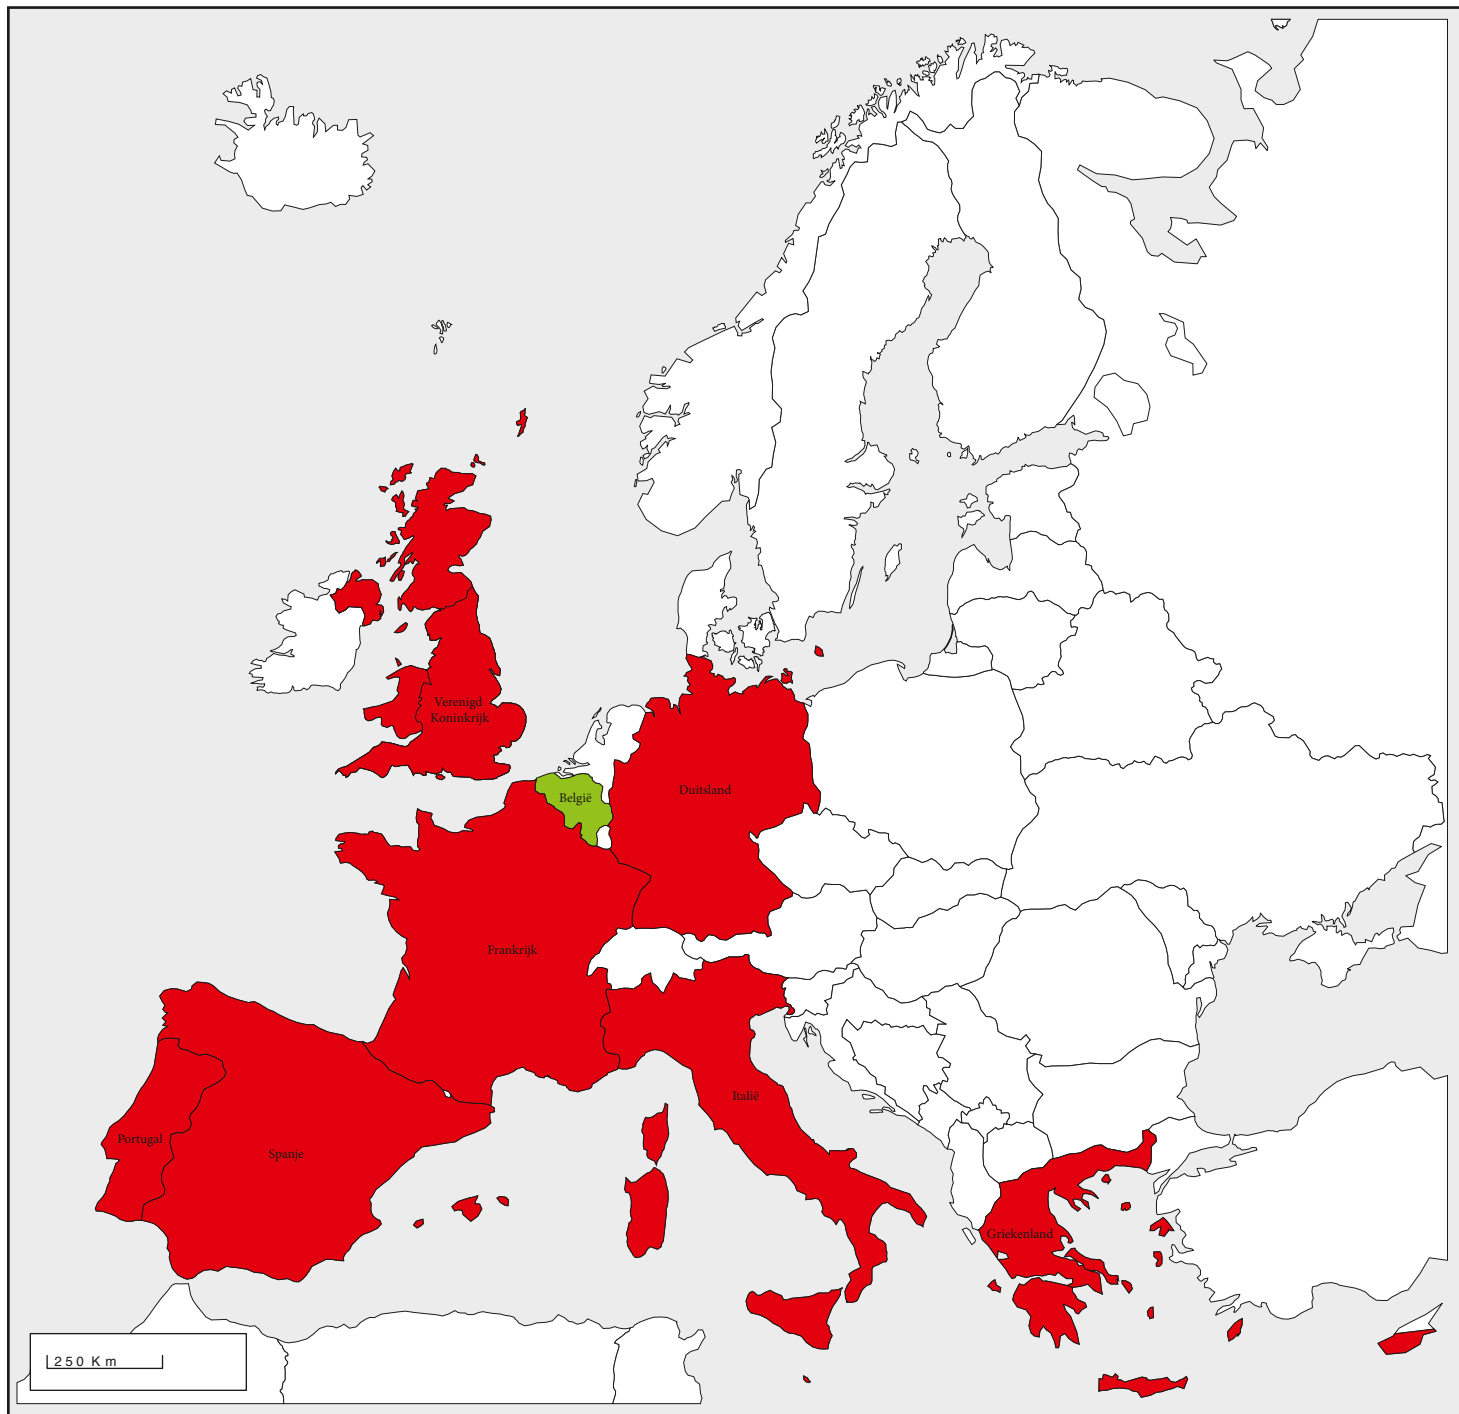 Verenigd
Koninkrijk
België
Duitsland
Frankrijk
Italië
Portugal
Spanje
Griekenland
250 Km